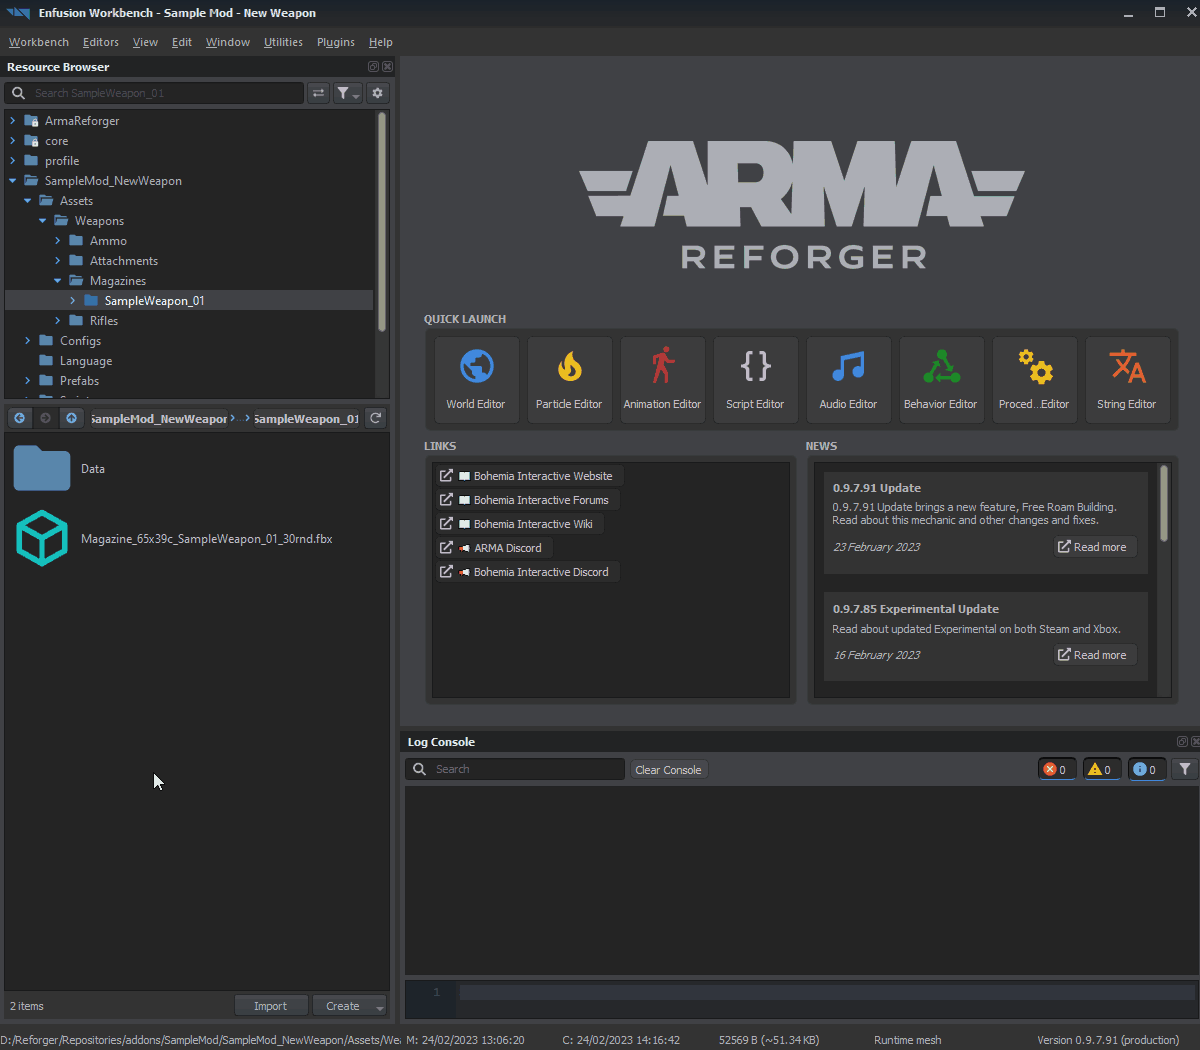 Enfusion Workbench - Sample Mod - New Weapon
Workbench Editors View Edit Window Utilities Plugins Help
Resource Browser
Search SampleWeapon_01
ArmaReforger
core
profile
SampleMod_NewWeapon
Assets
Weapons
Ammo
Attachments
Magazines
SampleWeapon_01
Rifles
Configs
Language
Prefabs
SampleMod_NewWeapon > ... > SampleWeapon_01
Data
Magazine_65x39c_SampleWeapon_01_30rnd.fbx
2 items
Import
Create
ARMA
REFORGER
QUICK LAUNCH
World Editor
Particle Editor
Animation Editor
Script Editor
Audio Editor
Behavior Editor
Proced...Editor
String Editor
LINKS
Bohemia Interactive Website
Bohemia Interactive Forums
Bohemia Interactive Wiki
ARMA Discord
Bohemia Interactive Discord
NEWS
0.9.7.91 Update
0.9.7.91 Update brings a new feature, Free Roam Building.
Read about this mechanic and other changes and fixes.
23 February 2023
Read more
0.9.7.85 Experimental Update
Read about updated Experimental on both Steam and Xbox.
16 February 2023
Read more
Log Console
Search
Clear Console
0
0
0
1
D:/Reforger/Repositories/addons/SampleMod/SampleMod_NewWeapon/Assets/Wea M: 24/02/2023 13:06:20 C: 24/02/2023 14:16:42 52569 B (~51.34 KB) Runtime mesh Version 0.9.7.91 (production)